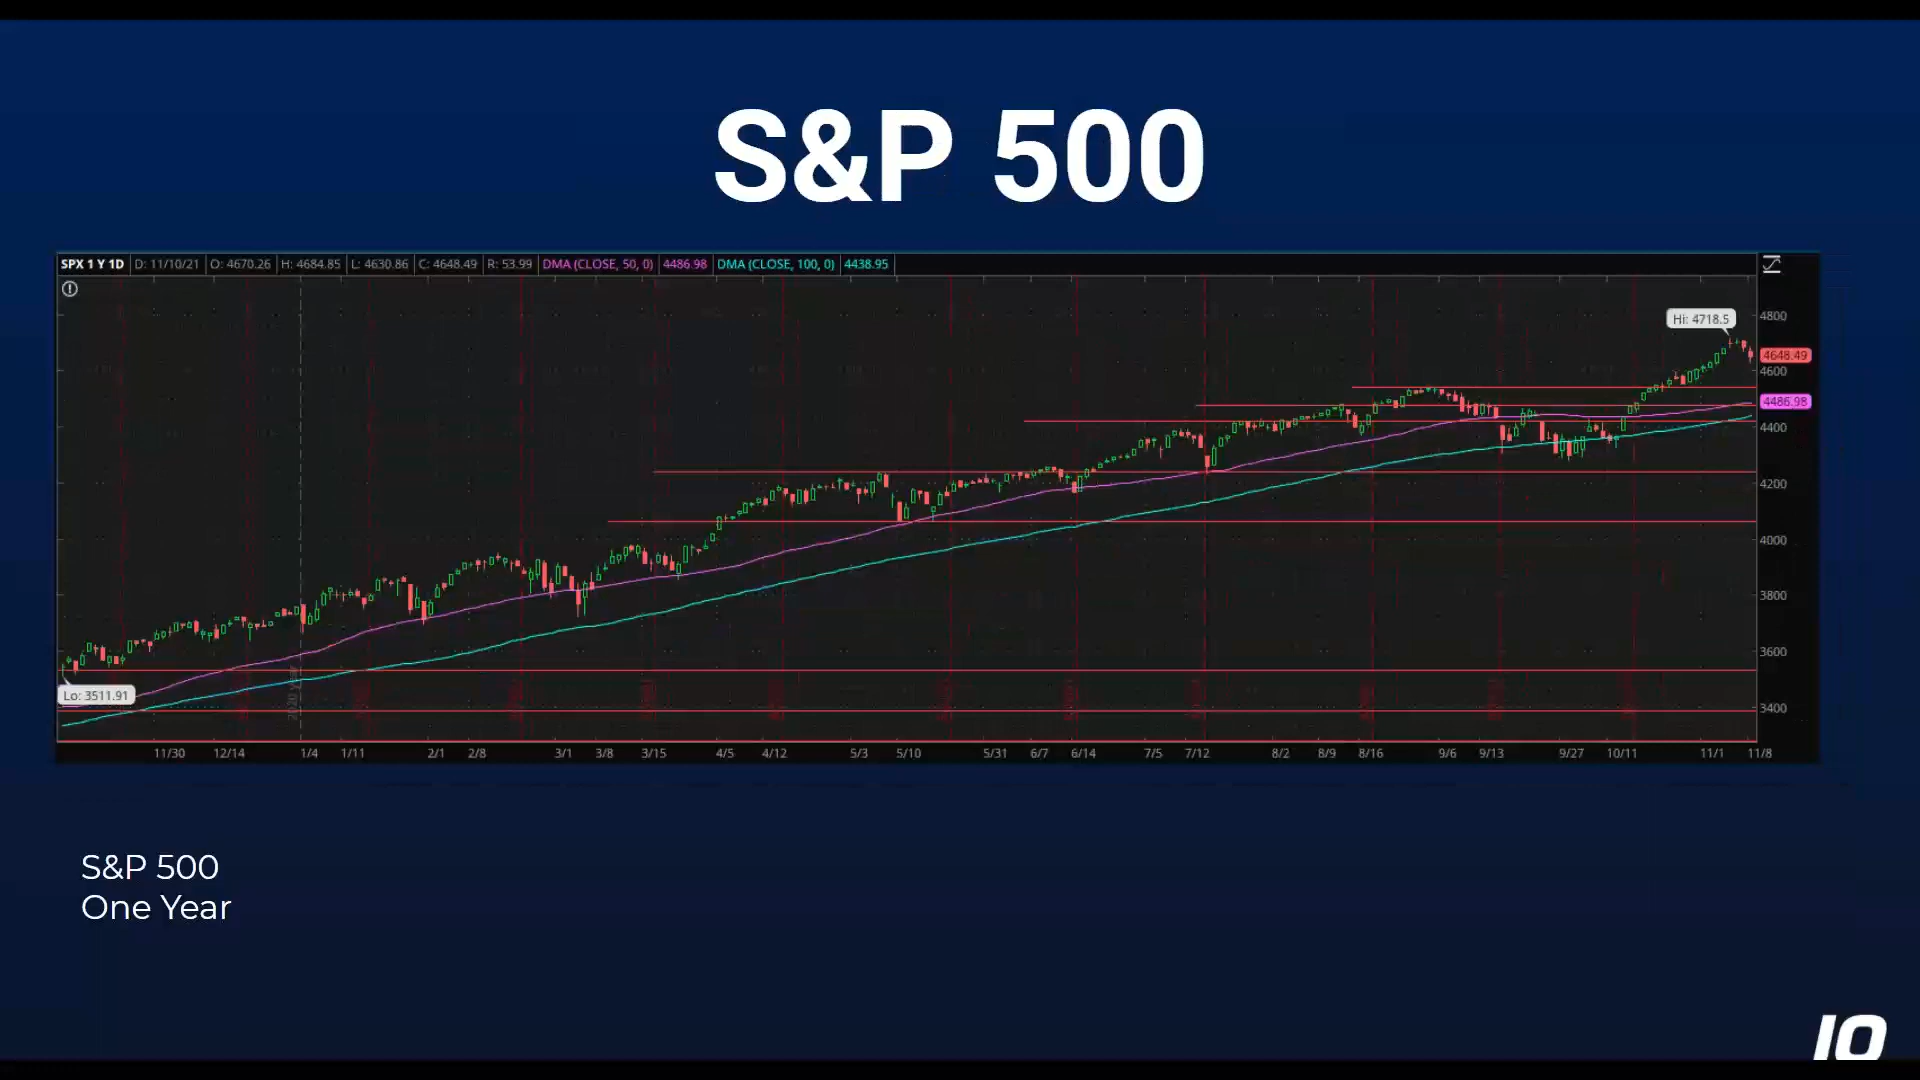 S&P 500
SPX 1 Y 1D D: 11/10/21 O: 4670.26 H: 4684.85 L: 4630.86 C: 4648.49 R: 53.99 DMA (CLOSE, 50, 0) 4486.98 DMA (CLOSE, 100, 0) 4438.95
Hi: 4718.5
4800
4648.49
4600
4486.98
4400
4200
4000
3800
3600
3400
Lo: 3511.91
2020 year
11/30 12/14 1/4 1/11 2/1 2/8 3/1 3/8 3/15 4/5 4/12 5/3 5/10 5/31 6/7 6/14 7/5 7/12 8/2 8/9 8/16 9/6 9/13 9/27 10/11 11/1 11/8
S&P 500
One Year
IO